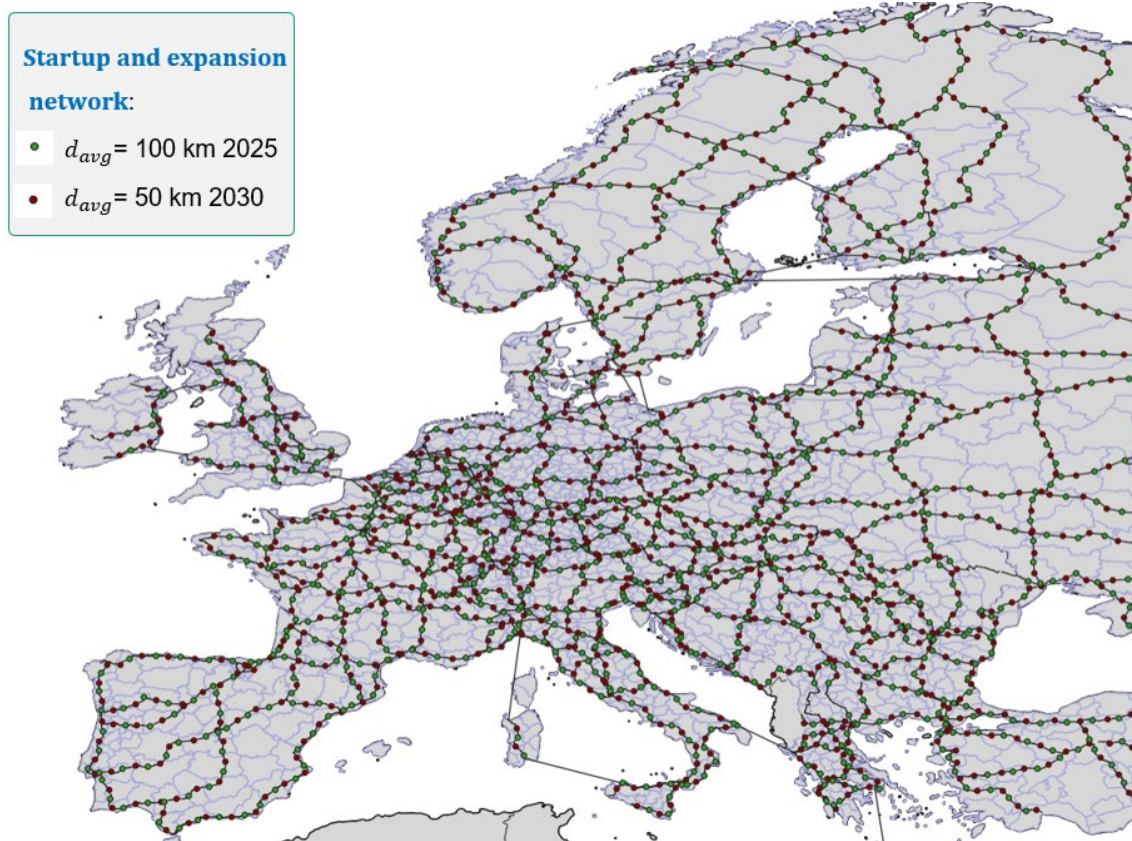 Startup and expansion
network:
d_avg = 100 km 2025
d_avg = 50 km 2030